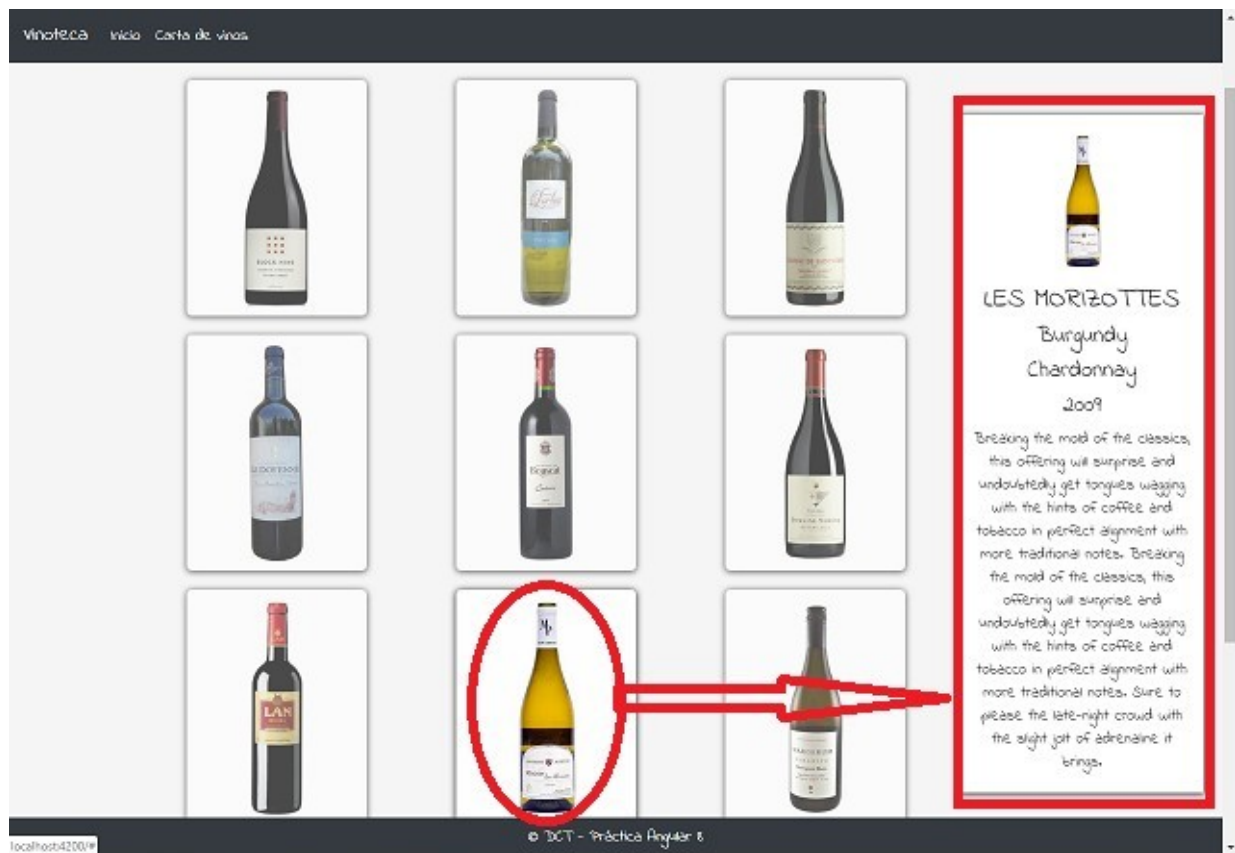 Vinoteca Inicio Carta de vinos
BLOCK NINE
LAN
LES MORIZOTTES
Burgundy
Chardonnay
2009
Breaking the mold of the classics,
this offering will surprise and
undoubtedly get tongues wagging
with the hints of coffee and
tobacco in perfect alignment with
more traditional notes. Breaking
the mold of the classics, this
offering will surprise and
undoubtedly get tongues wagging
with the hints of coffee and
tobacco in perfect alignment with
more traditional notes. Sure to
please the late-night crowd with
the slight jolt of adrenaline it
brings.
© DCT - Práctica Angular 8
localhost:4200/#